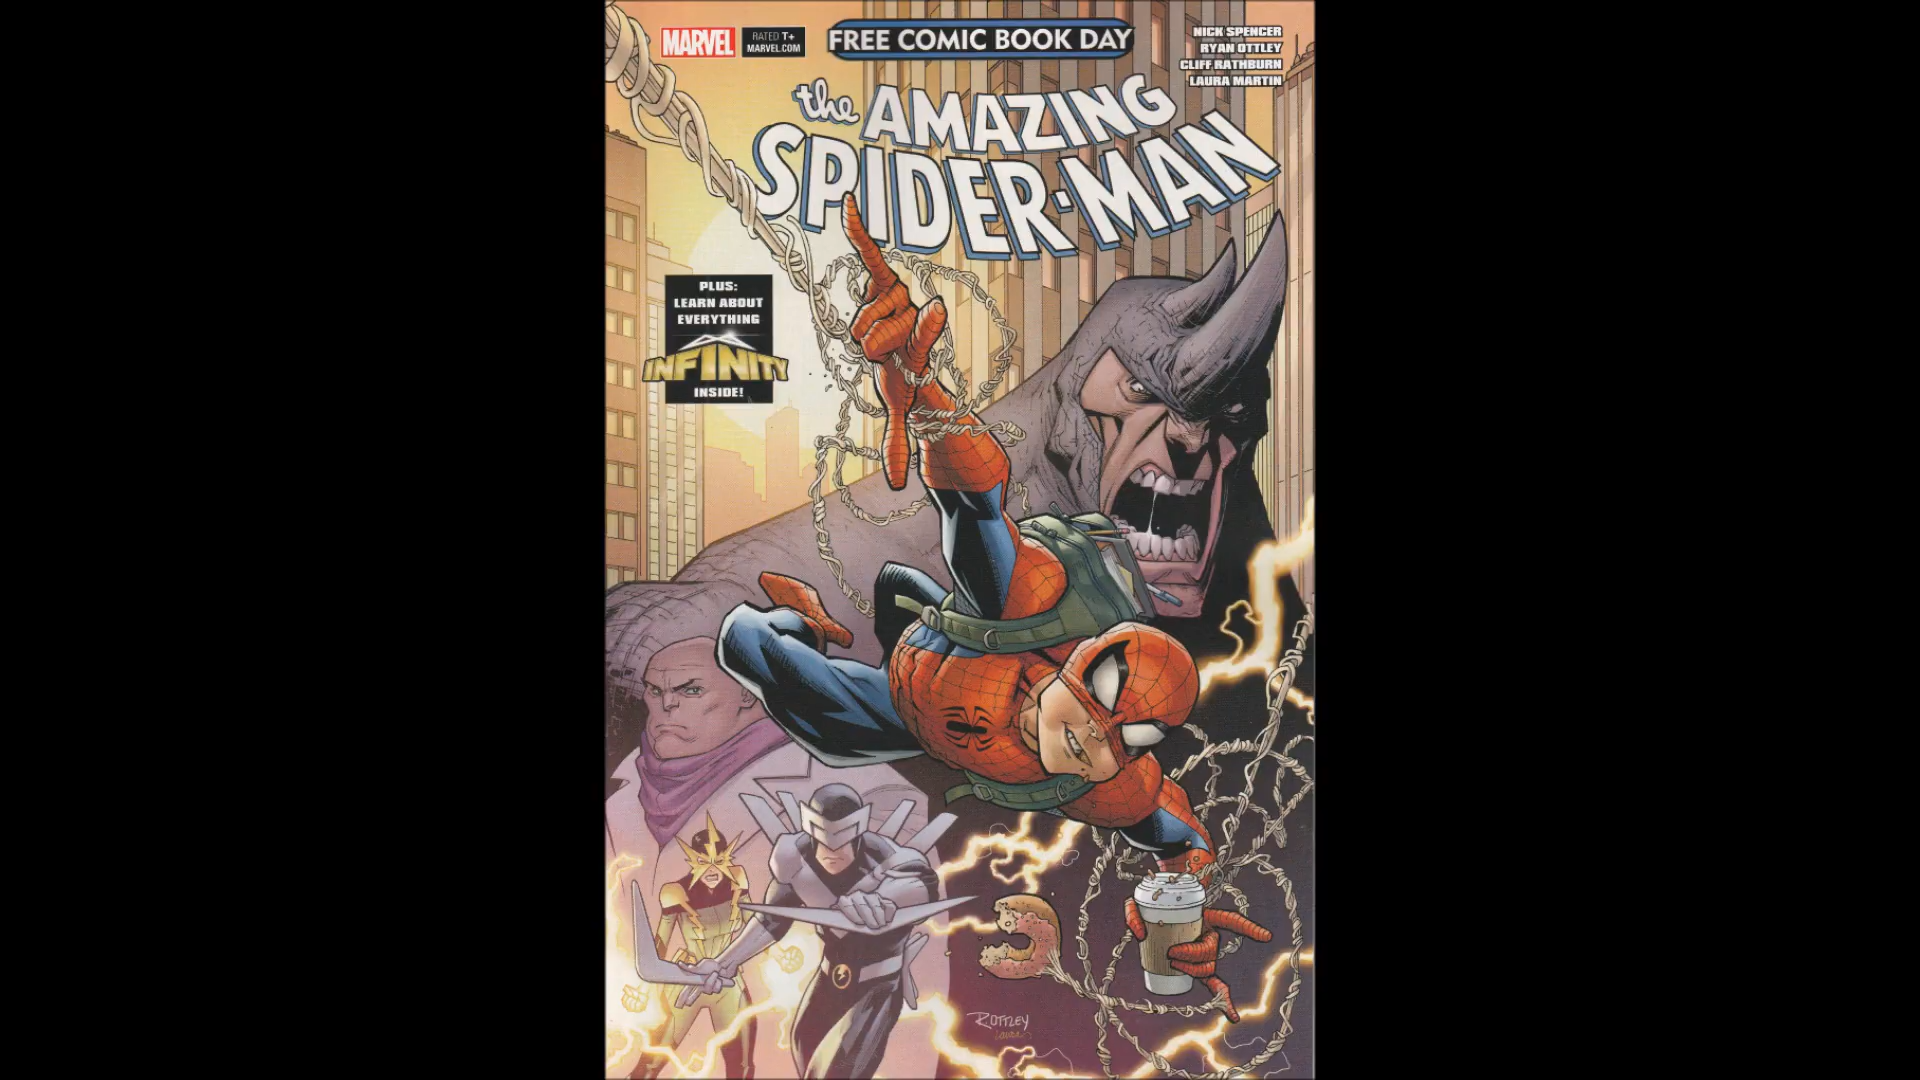 MARVEL
RATED T+
MARVEL.COM
FREE COMIC BOOK DAY
NICK SPENCER
RYAN OTTLEY
CLIFF RATHBURN
LAURA MARTIN
the AMAZING
SPIDER-MAN
PLUS:
LEARN ABOUT
EVERYTHING
INFINITY
INSIDE!
ROTTLEY